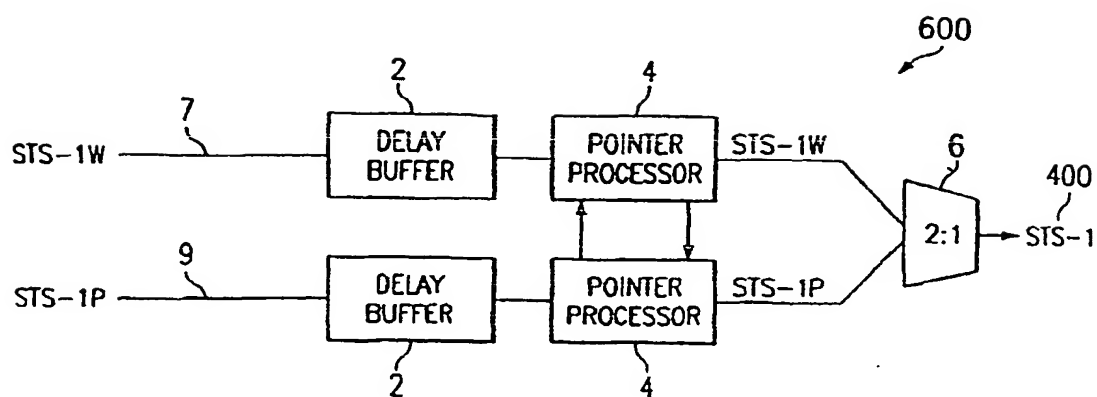 600
2
4
7
STS-1W
DELAY
BUFFER
POINTER
PROCESSOR
STS-1W
6
400
2:1
STS-1
9
STS-1P
DELAY
BUFFER
POINTER
PROCESSOR
STS-1P
2
4